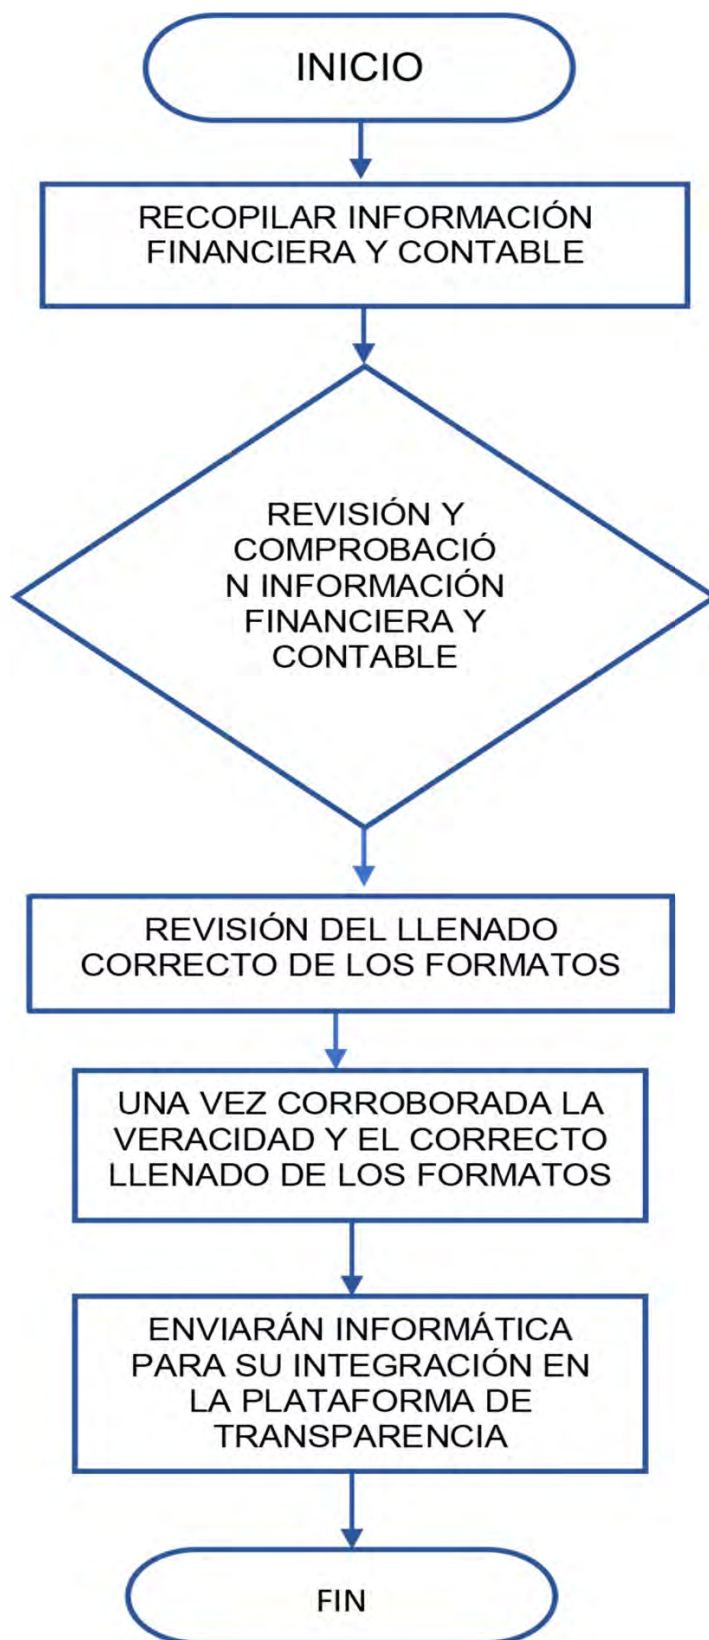 INICIO
RECOPILAR INFORMACIÓN
FINANCIERA Y CONTABLE
REVISIÓN Y
COMPROBACIÓ
N INFORMACIÓN
FINANCIERA Y
CONTABLE
REVISIÓN DEL LLENADO
CORRECTO DE LOS FORMATOS
UNA VEZ CORROBORADA LA
VERACIDAD Y EL CORRECTO
LLENADO DE LOS FORMATOS
ENVIARÁN INFORMÁTICA
PARA SU INTEGRACIÓN EN
LA PLATAFORMA DE
TRANSPARENCIA
FIN